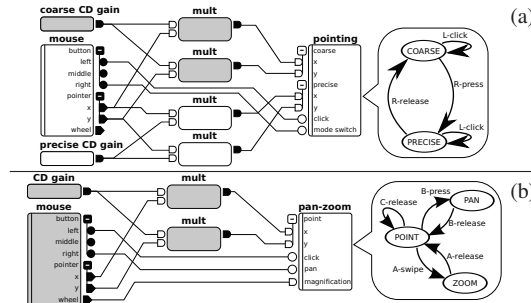 coarse CD gain
mult
(a)
mouse
button
left
middle
right
pointer
x
y
wheel
mult
mult
mult
precise CD gain
pointing
coarse
x
y
precise
x
y
click
mode switch
COARSE
L-click
R-press
R-release
L-click
PRECISE
(b)
CD gain
mult
mouse
button
left
middle
right
pointer
x
y
wheel
mult
pan-zoom
point
x
y
click
pan
magnification
C-release
B-press
PAN
B-release
POINT
A-release
A-swipe
ZOOM